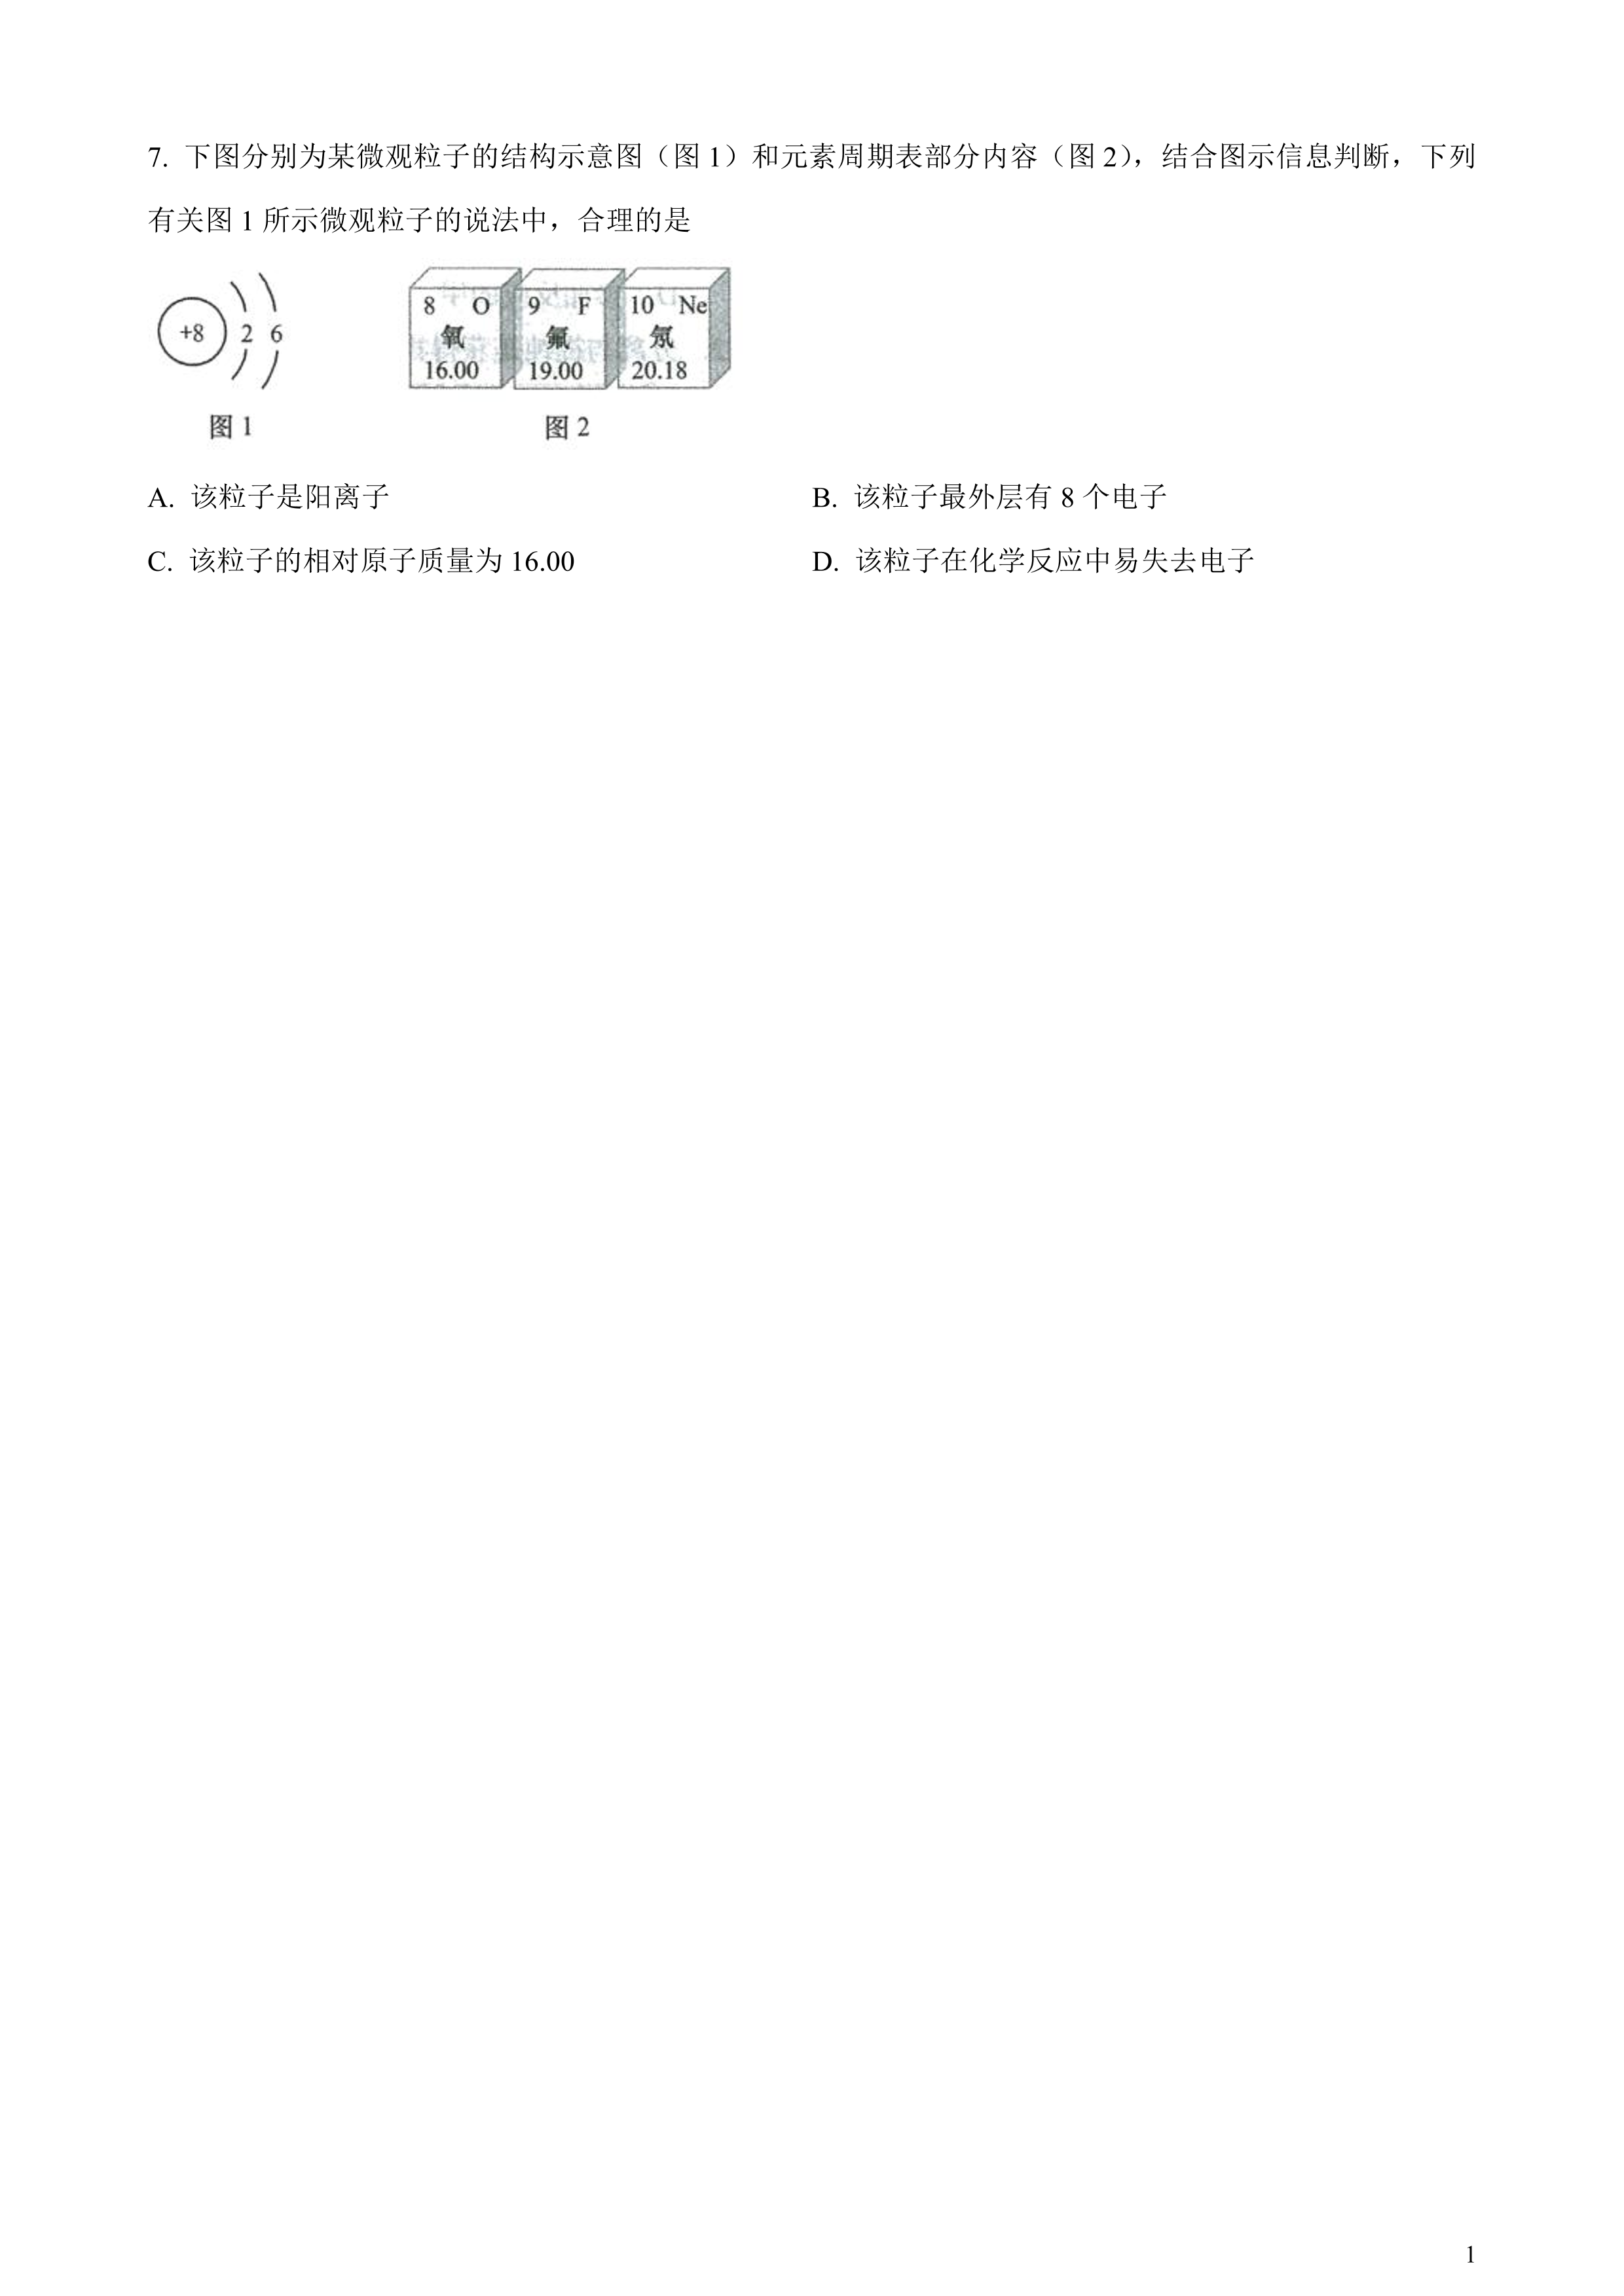 7. 下图分别为某微观粒子的结构示意图（图 1）和元素周期表部分内容（图 2），结合图示信息判断，下列
有关图 1 所示微观粒子的说法中，合理的是
+8 2 6
8 O 9 F 10 Ne
氧 氟 氖
16.00 19.00 20.18
图 1 图 2
A. 该粒子是阳离子 B. 该粒子最外层有 8 个电子
C. 该粒子的相对原子质量为 16.00 D. 该粒子在化学反应中易失去电子
1